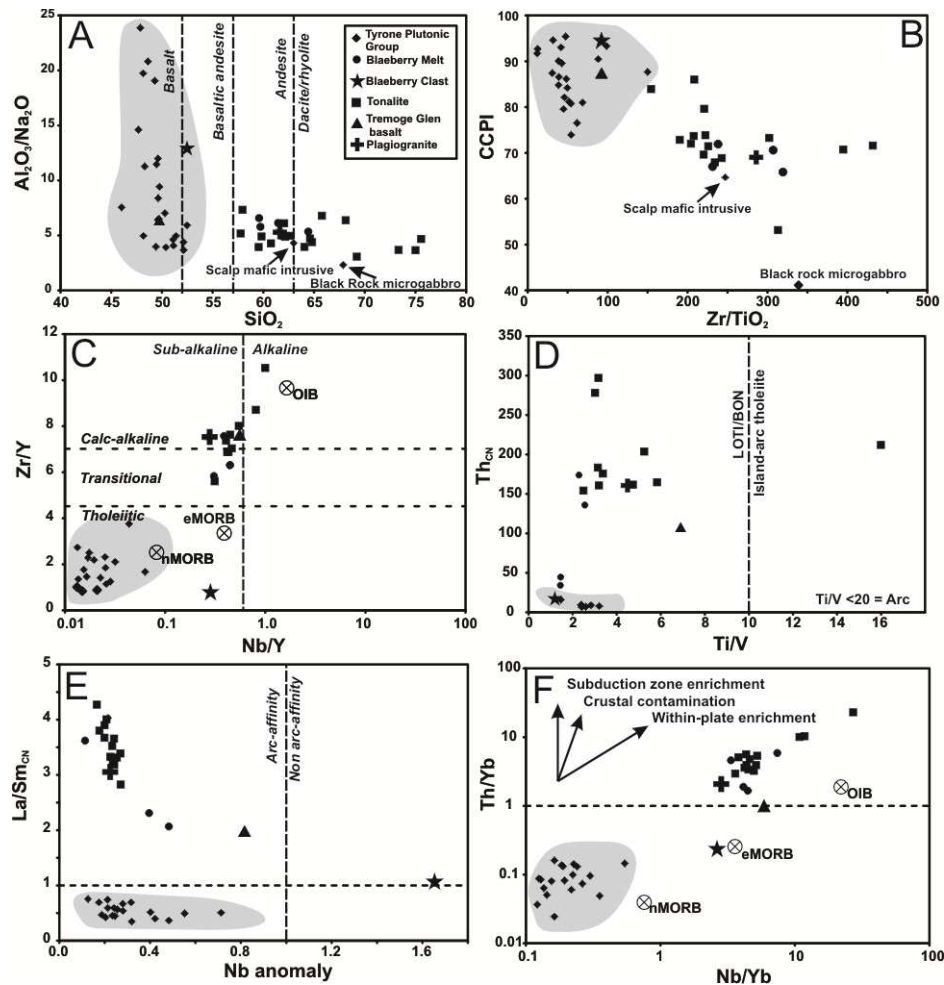 A
Al₂O₃/Na₂O
25
20
15
10
5
0
40
45
50
55
60
65
70
75
80
SiO₂
Basalt
Basaltic andesite
Andesite
Dacite/rhyolite
Tyrone Plutonic
Group
Blaeberry Melt
Blaeberry Clast
Tonalite
Tremoge Glen
basalt
Plagiogranite
Scalp mafic intrusive
Black Rock microgabbro
B
CCPI
100
90
80
70
60
50
40
0
100
200
300
400
500
Zr/TiO₂
Scalp mafic intrusive
Black rock microgabbro
C
Zr/Y
12
10
8
6
4
2
0
0.01
0.1
1.0
10
100
Nb/Y
Sub-alkaline
Alkaline
OIB
Calc-alkaline
Transitional
Tholeiitic
eMORB
nMORB
D
Th_CN
350
300
250
200
150
100
50
0
0
2
4
6
8
10
12
14
16
18
Ti/V
LOTI/BON
Island-arc tholeiite
Ti/V <20 = Arc
E
La/Sm_CN
5
4
3
2
1
0
0.0
0.4
0.8
1.2
1.6
Nb anomaly
Arc-affinity
Non arc-affinity
F
Th/Yb
100
10
1
0.1
0.01
0.1
1
10
100
Nb/Yb
Subduction zone enrichment
Crustal contamination
Within-plate enrichment
OIB
eMORB
nMORB